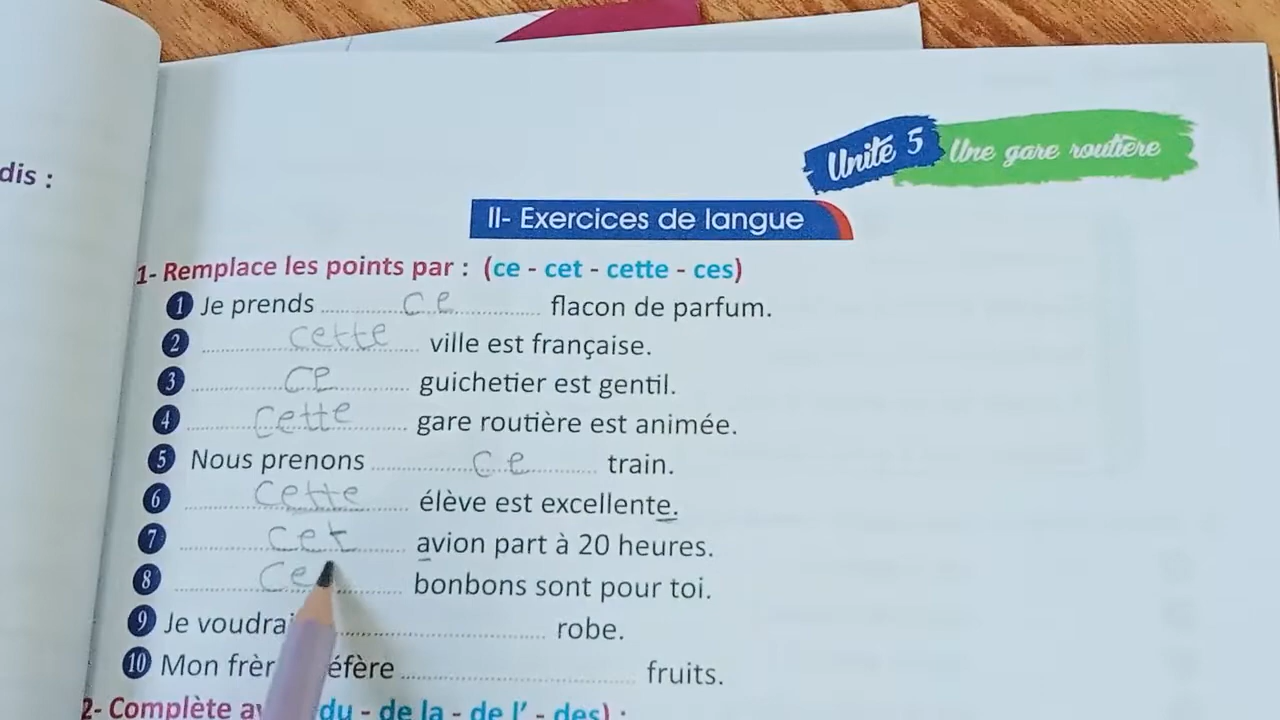 dis :
Unité 5 Une gare routière
II- Exercices de langue
1- Remplace les points par : (ce - cet - cette - ces)
1 Je prends ce flacon de parfum.
2 cette ville est française.
3 ce guichetier est gentil.
4 cette gare routière est animée.
5 Nous prenons ce train.
6 cette élève est excellente.
7 cet avion part à 20 heures.
8 bonbons sont pour toi.
9 Je robe.
10 Mon fruits.
2- Complète du - de la - de l' - des) :